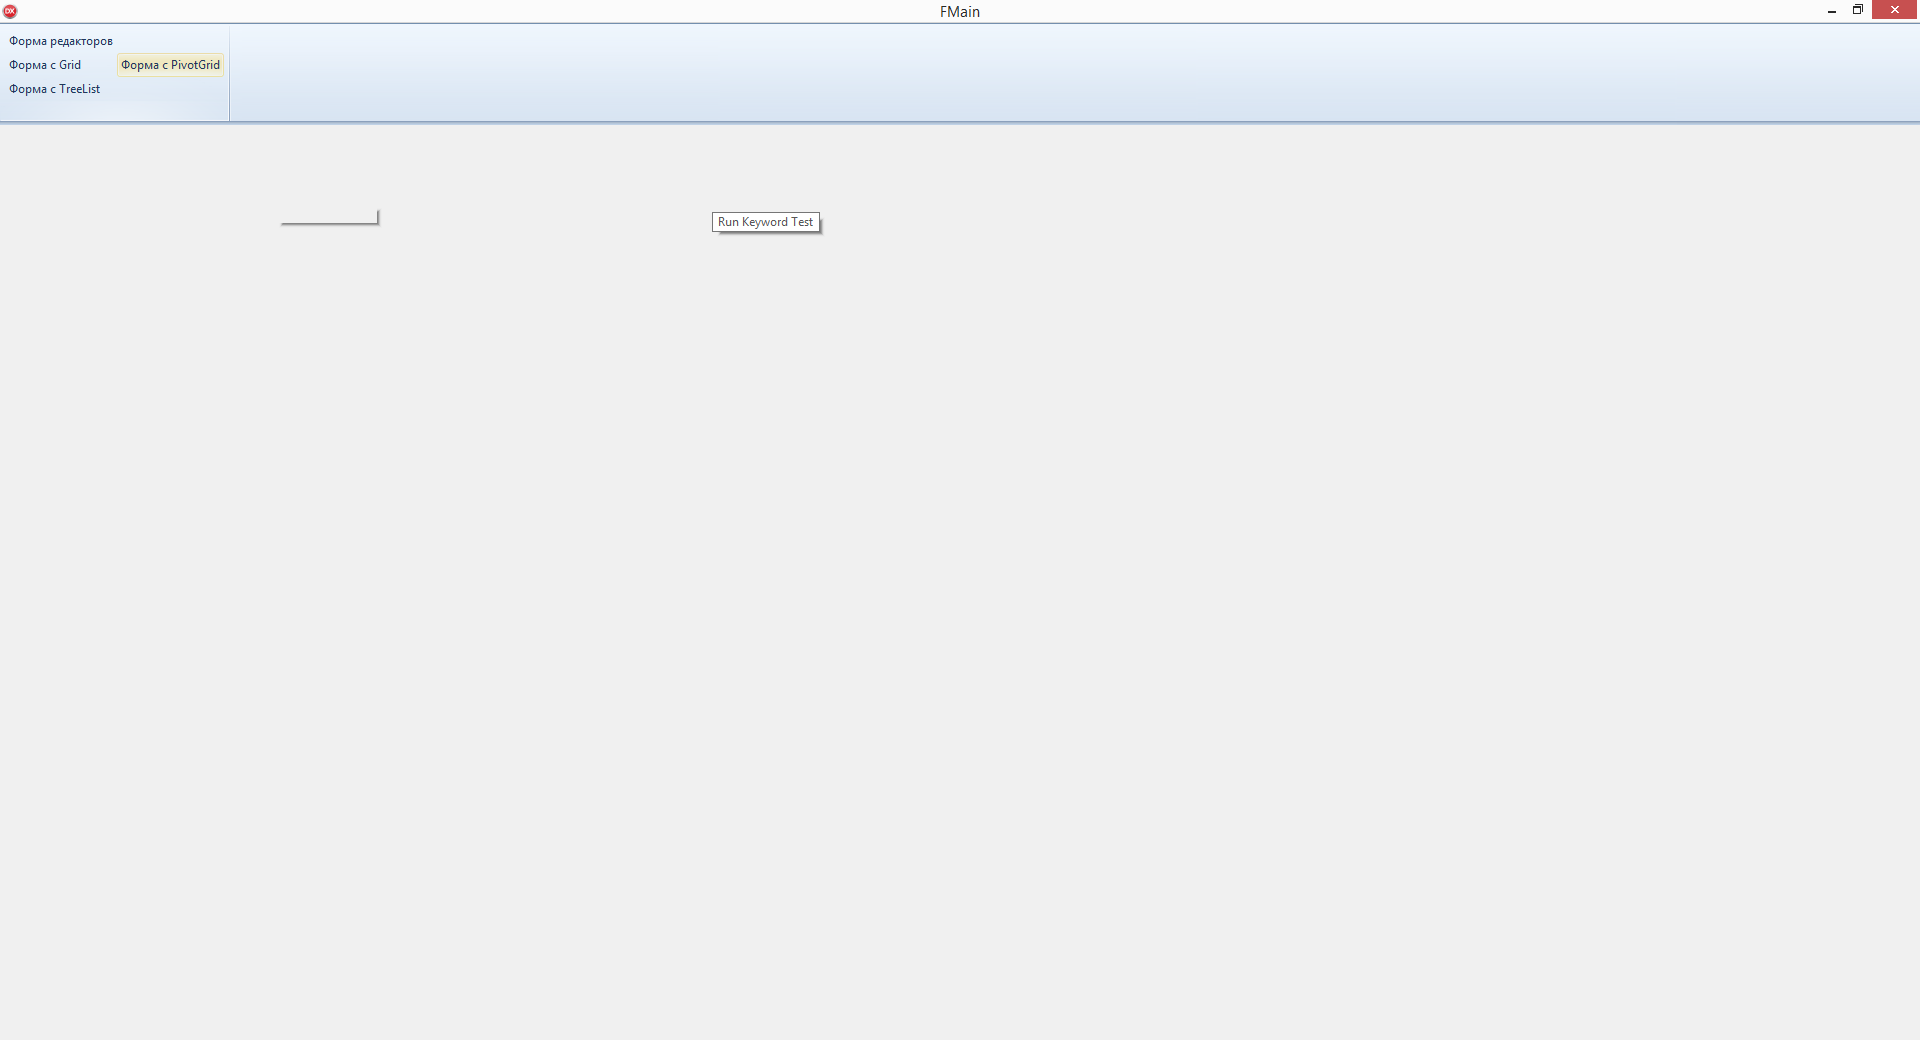 DX
FMain
Форма редакторов
Форма с Grid
Форма с PivotGrid
Форма с TreeList
Run Keyword Test